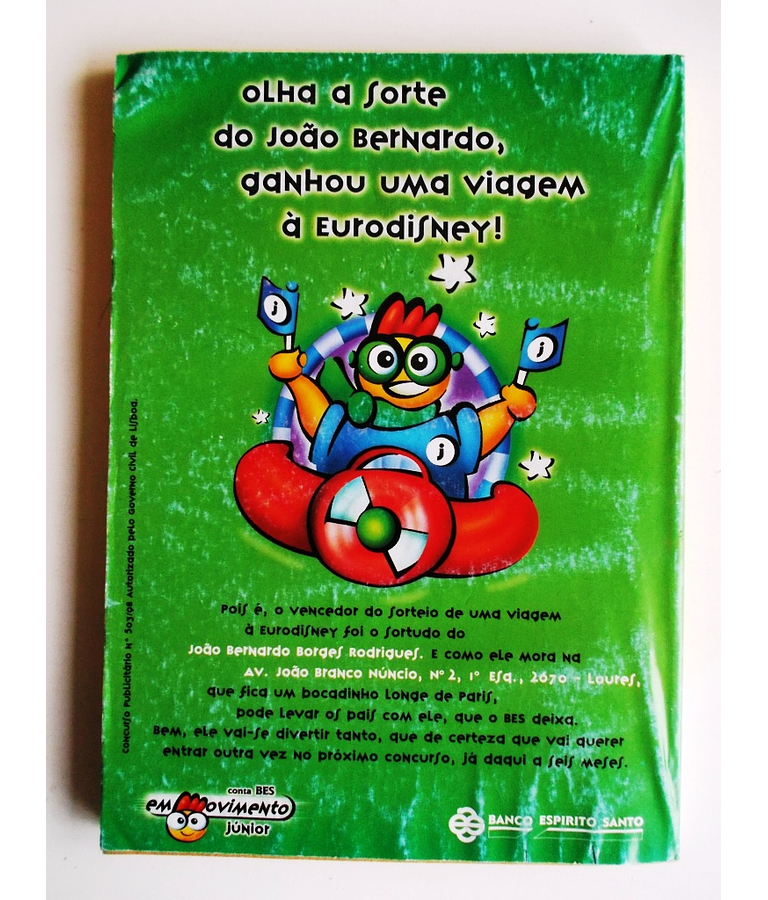 Olha a sorte
do João Bernardo,
ganhou uma viagem
à Eurodisney!
j
j
j
Pois é, o vencedor do sorteio de uma viagem
à Eurodisney foi o sortudo do
João Bernardo Borges Rodrigues. E como ele mora na
Av. João Branco Núncio, Nº 2, 1º Esq., 2670 - Loures,
que fica um bocadinho longe de Paris,
pode levar os pais com ele, que o BES deixa.
Bem, ele vai-se divertir tanto, que de certeza que vai querer
entrar outra vez no próximo concurso, já daqui a seis meses.
Concurso Publicitário Nº 503/98 Autorizado pelo Governo Civil de Lisboa.
conta BES
em Movimento
júnior
BANCO ESPIRITO SANTO